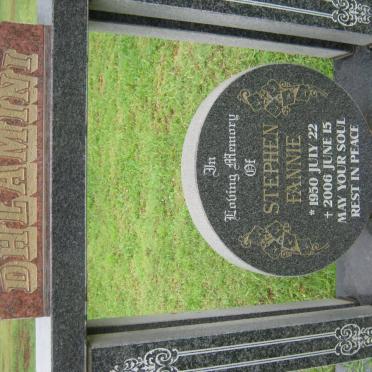 DHLAMINI
In
Loving Memory
Of
STEPHEN
FANNIE
* 1950 JULY 22
† 2006 JUNE 15
MAY YOUR SOUL
REST IN PEACE